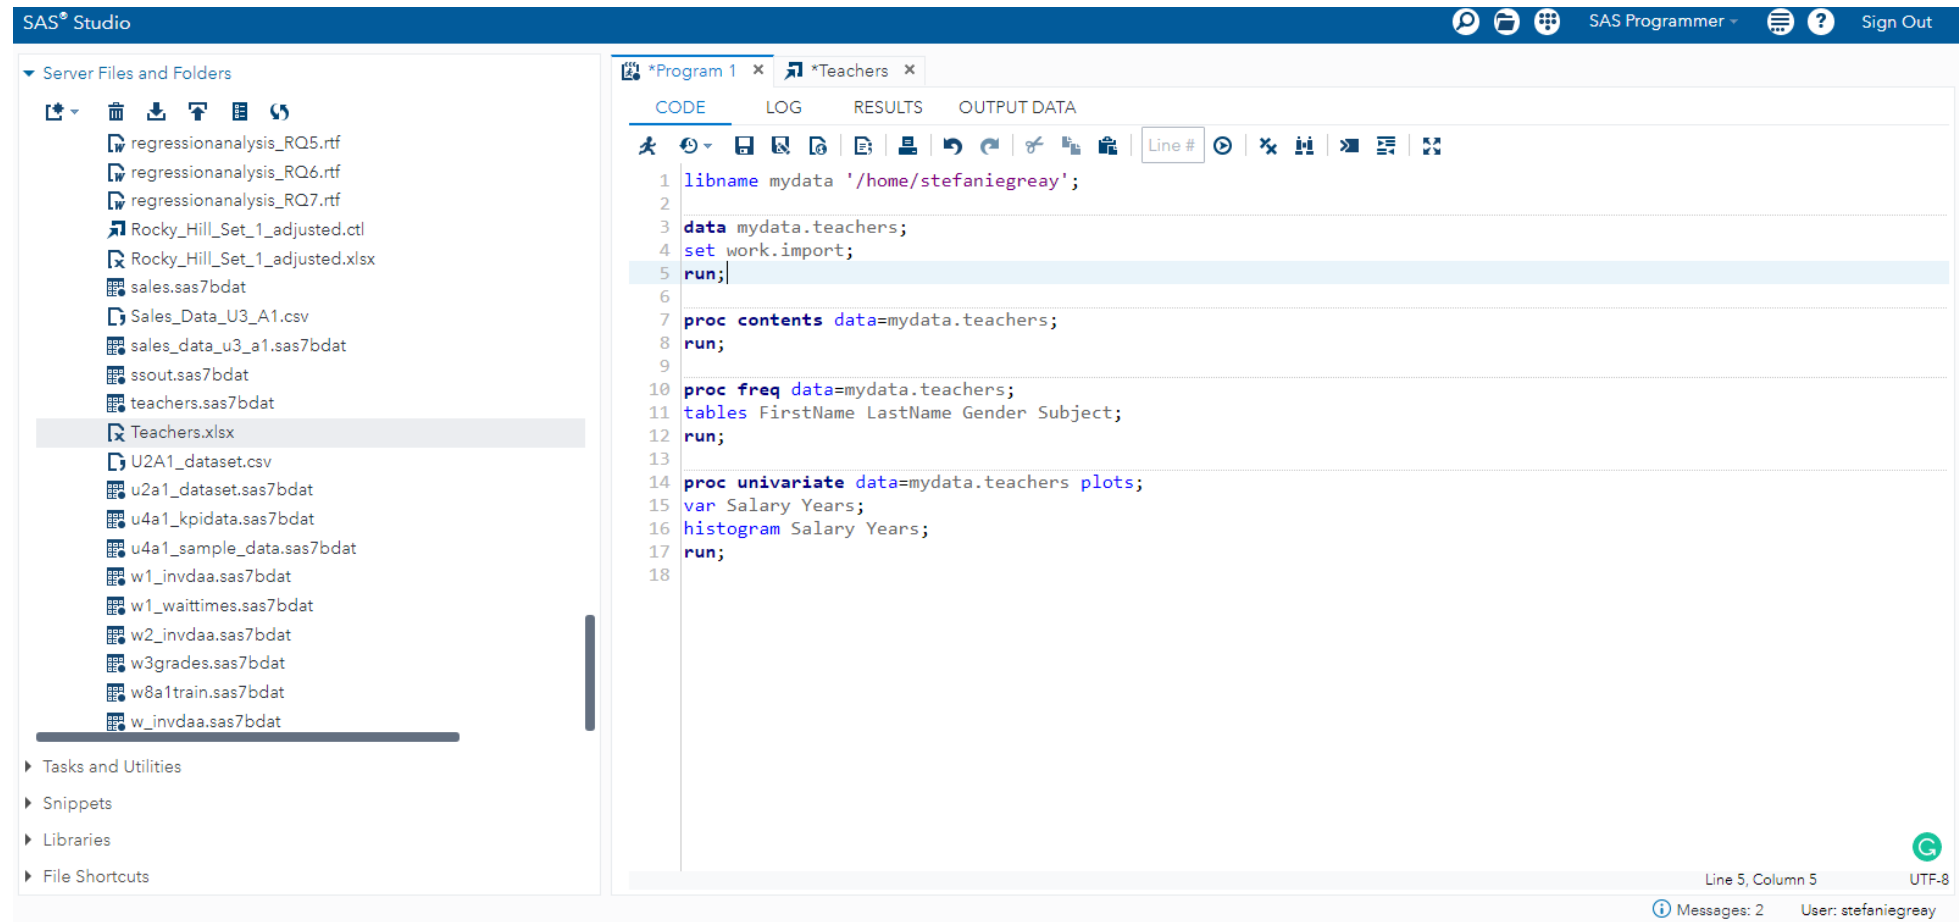 SAS® Studio
SAS Programmer
Sign Out
Server Files and Folders
regressionanalysis_RQ5.rtf
regressionanalysis_RQ6.rtf
regressionanalysis_RQ7.rtf
Rocky_Hill_Set_1_adjusted.ctl
Rocky_Hill_Set_1_adjusted.xlsx
sales.sas7bdat
Sales_Data_U3_A1.csv
sales_data_u3_a1.sas7bdat
ssout.sas7bdat
teachers.sas7bdat
Teachers.xlsx
U2A1_dataset.csv
u2a1_dataset.sas7bdat
u4a1_kpidata.sas7bdat
u4a1_sample_data.sas7bdat
w1_invdaa.sas7bdat
w1_waittimes.sas7bdat
w2_invdaa.sas7bdat
w3grades.sas7bdat
w8a1train.sas7bdat
w_invdaa.sas7bdat
Tasks and Utilities
Snippets
Libraries
File Shortcuts
*Program 1
*Teachers
CODE LOG RESULTS OUTPUT DATA
Line #
1 libname mydata '/home/stefaniegreay';
2
3 data mydata.teachers;
4 set work.import;
5 run;
6
7 proc contents data=mydata.teachers;
8 run;
9
10 proc freq data=mydata.teachers;
11 tables FirstName LastName Gender Subject;
12 run;
13
14 proc univariate data=mydata.teachers plots;
15 var Salary Years;
16 histogram Salary Years;
17 run;
18
Line 5, Column 5
UTF-8
Messages: 2
User: stefaniegreay